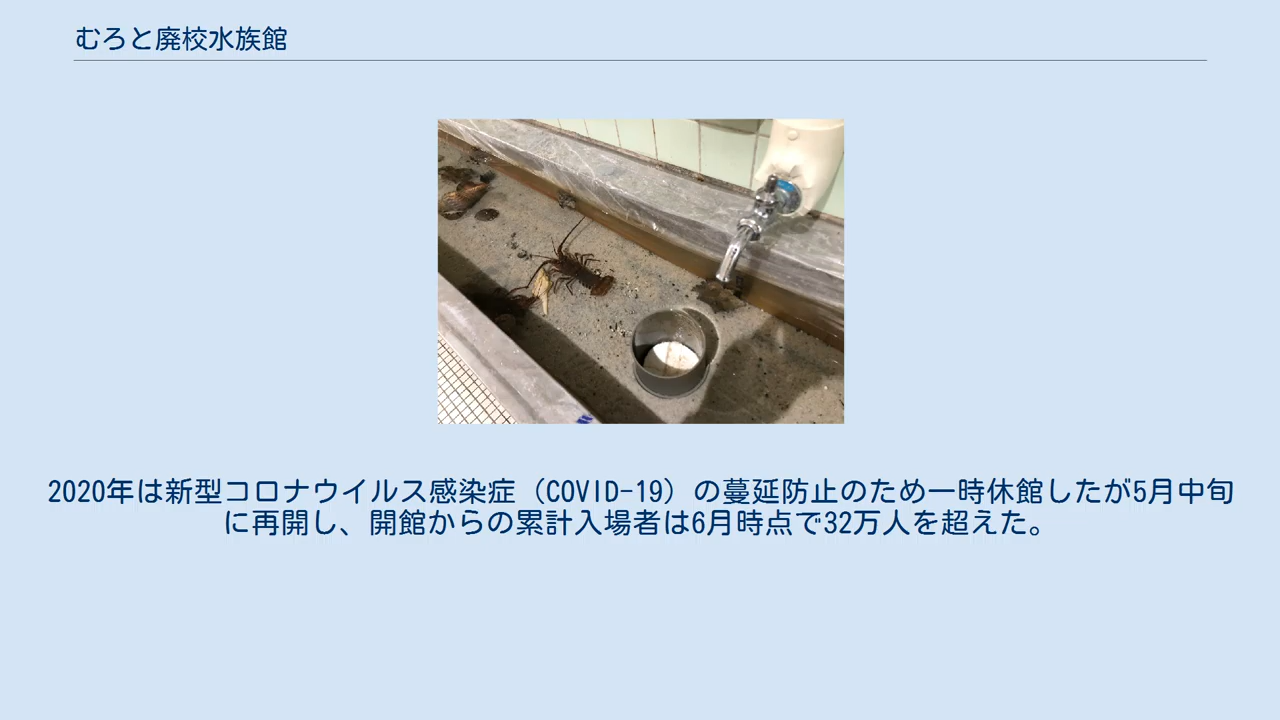 むろと廃校水族館
2020年は新型コロナウイルス感染症（COVID-19）の蔓延防止のため一時休館したが5月中旬
に再開し、開館からの累計入場者は6月時点で32万人を超えた。